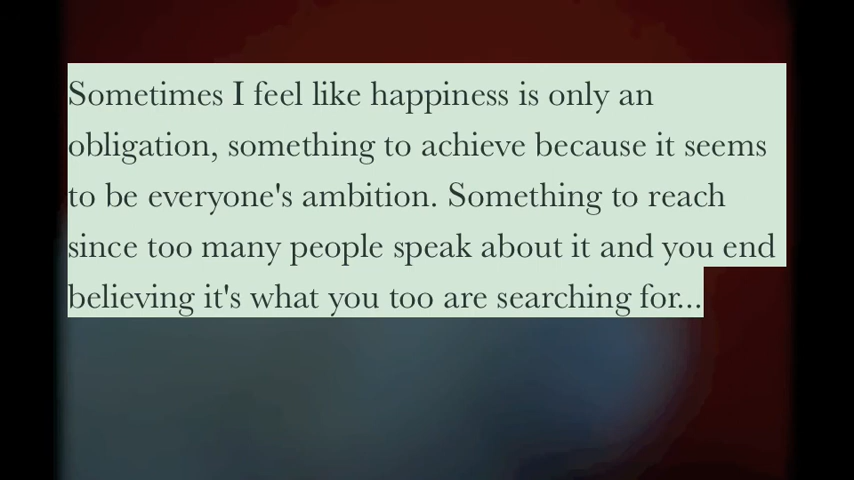 Sometimes I feel like happiness is only an
obligation, something to achieve because it seems
to be everyone's ambition. Something to reach
since too many people speak about it and you end
believing it's what you too are searching for...